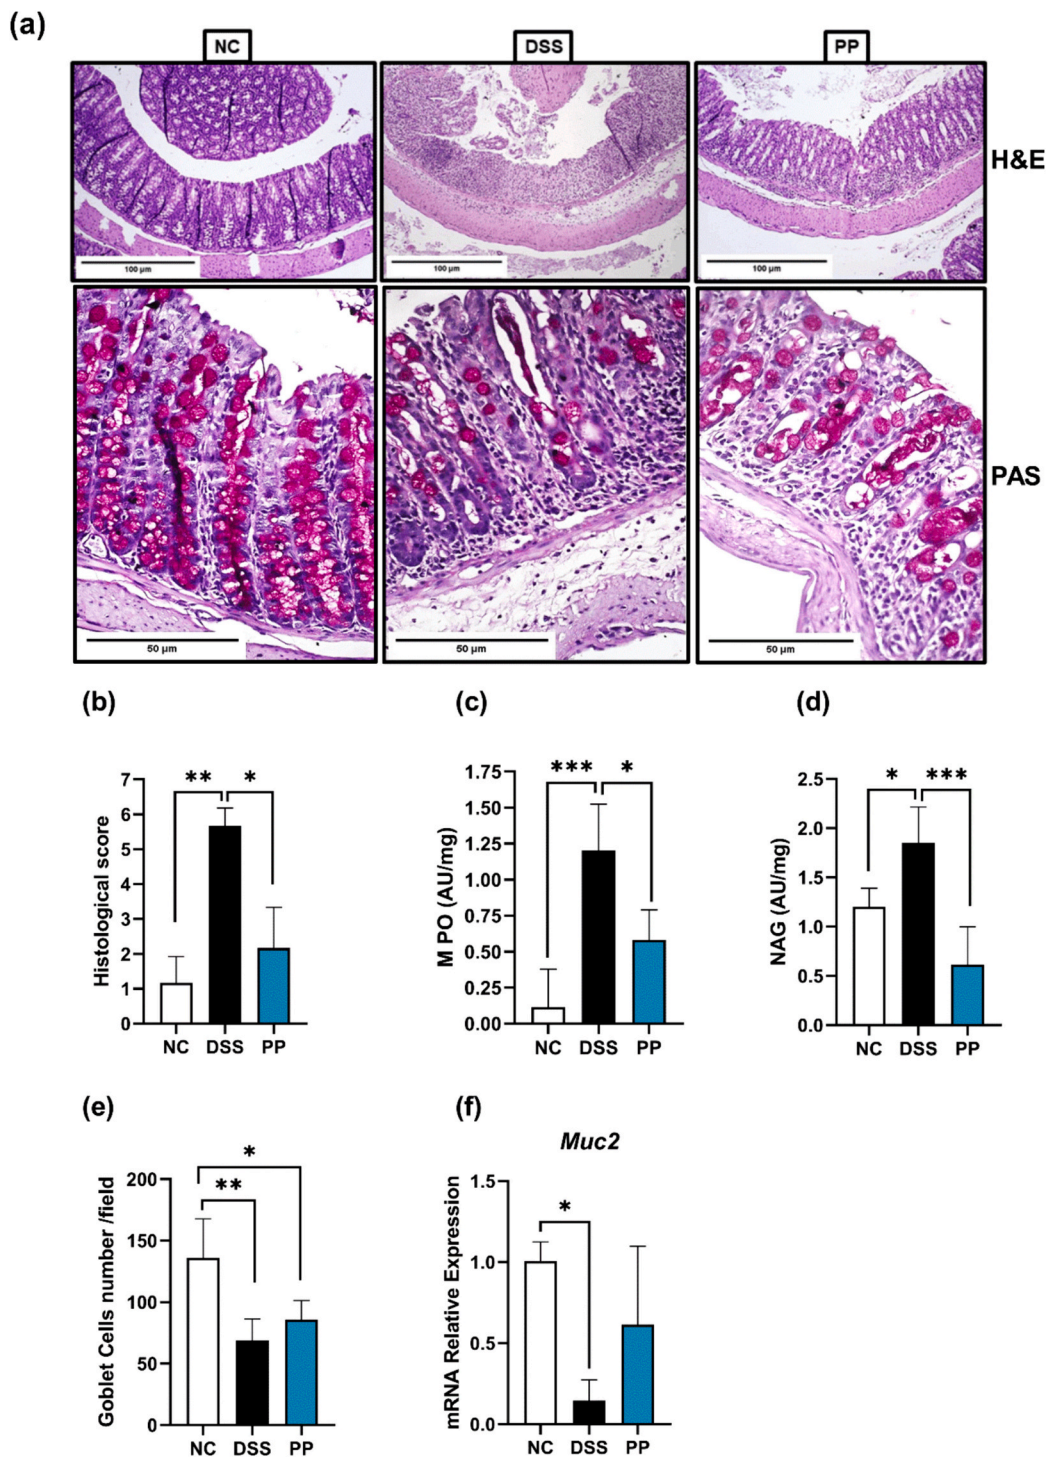 (a)
NC DSS PP
H&E
100 µm 100 µm 100 µm
PAS
50 µm 50 µm 50 µm
(b)
Histological score
** *
7
6
5
4
3
2
1
0
NC DSS PP
(c)
M PO (AU/mg)
*** *
1.75
1.50
1.25
1.00
0.75
0.50
0.25
0.00
NC DSS PP
(d)
NAG (AU/mg)
* ***
2.5
2.0
1.5
1.0
0.5
0.0
NC DSS PP
(e)
Goblet Cells number /field
*
**
200
150
100
50
0
NC DSS PP
(f)
Muc2
mRNA Relative Expression
*
1.5
1.0
0.5
0.0
NC DSS PP